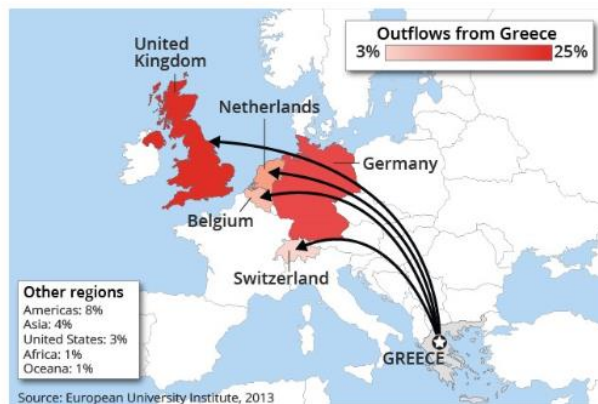 Outflows from Greece
3% 25%
United
Kingdom
Netherlands
Germany
Belgium
Switzerland
GREECE
Other regions
Americas: 8%
Asia: 4%
United States: 3%
Africa: 1%
Oceana: 1%
Source: European University Institute, 2013